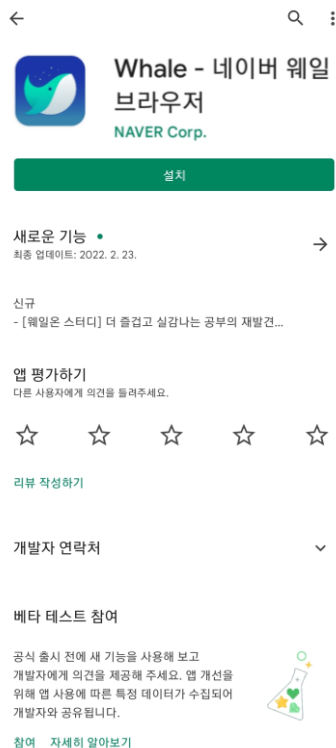 Whale - 네이버 웨일
브라우저
NAVER Corp.
설치
새로운 기능
최종 업데이트: 2022. 2. 23.
신규
- [웨일온 스터디] 더 즐겁고 실감나는 공부의 재발견...
앱 평가하기
다른 사용자에게 의견을 들려주세요.
리뷰 작성하기
개발자 연락처
베타 테스트 참여
공식 출시 전에 새 기능을 사용해 보고
개발자에게 의견을 제공해 주세요. 앱 개선을
위해 앱 사용에 따른 특정 데이터가 수집되어
개발자와 공유됩니다.
참여 자세히 알아보기